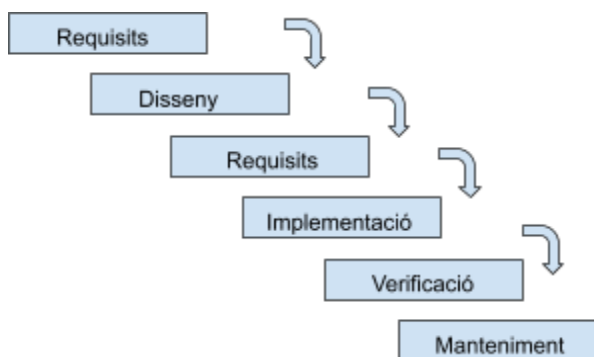 Requisits
Disseny
Requisits
Implementació
Verificació
Manteniment